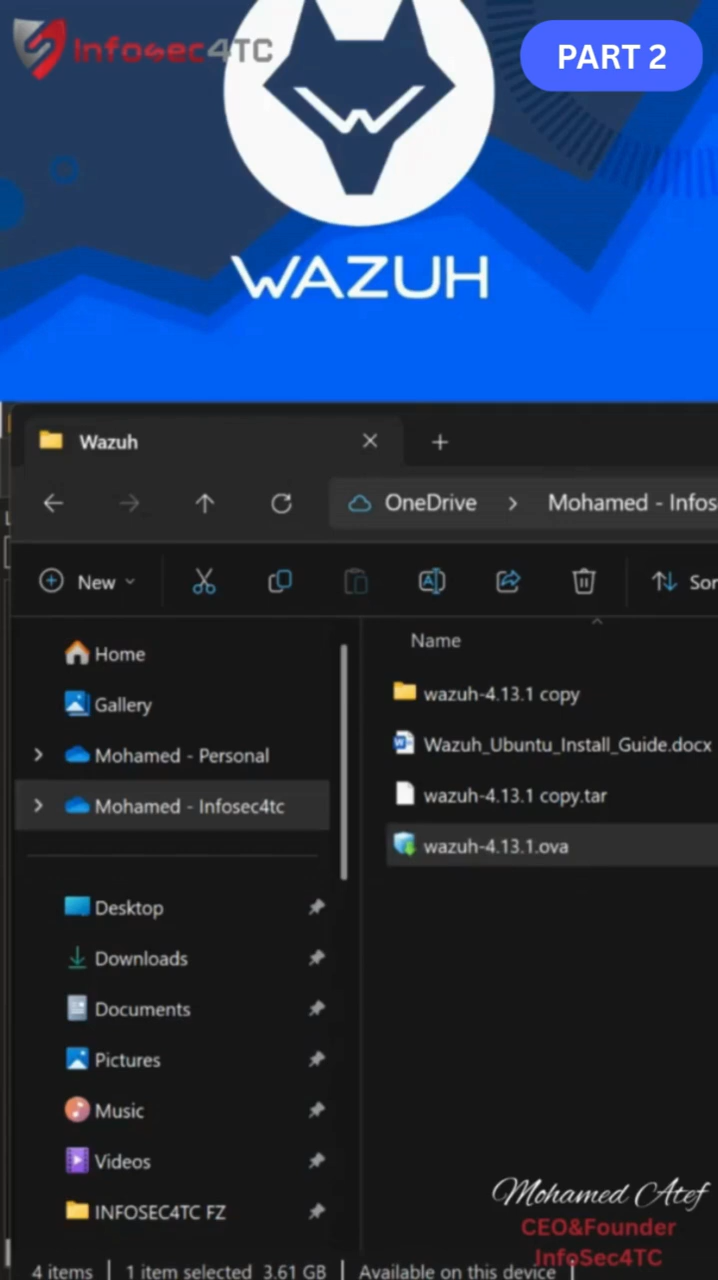 Infosec4TC
PART 2
WAZUH
Wazuh
OneDrive > Mohamed - Infos
New
Sor
Name
Home
Gallery
Mohamed - Personal
Mohamed - Infosec4tc
Desktop
Downloads
Documents
Pictures
Music
Videos
INFOSEC4TC FZ
wazuh-4.13.1 copy
Wazuh_Ubuntu_Install_Guide.docx
wazuh-4.13.1 copy.tar
wazuh-4.13.1.ova
Mohamed Atef
CEO&Founder
InfoSec4TC
4 items | 1 item selected 3.61 GB | Available on this device